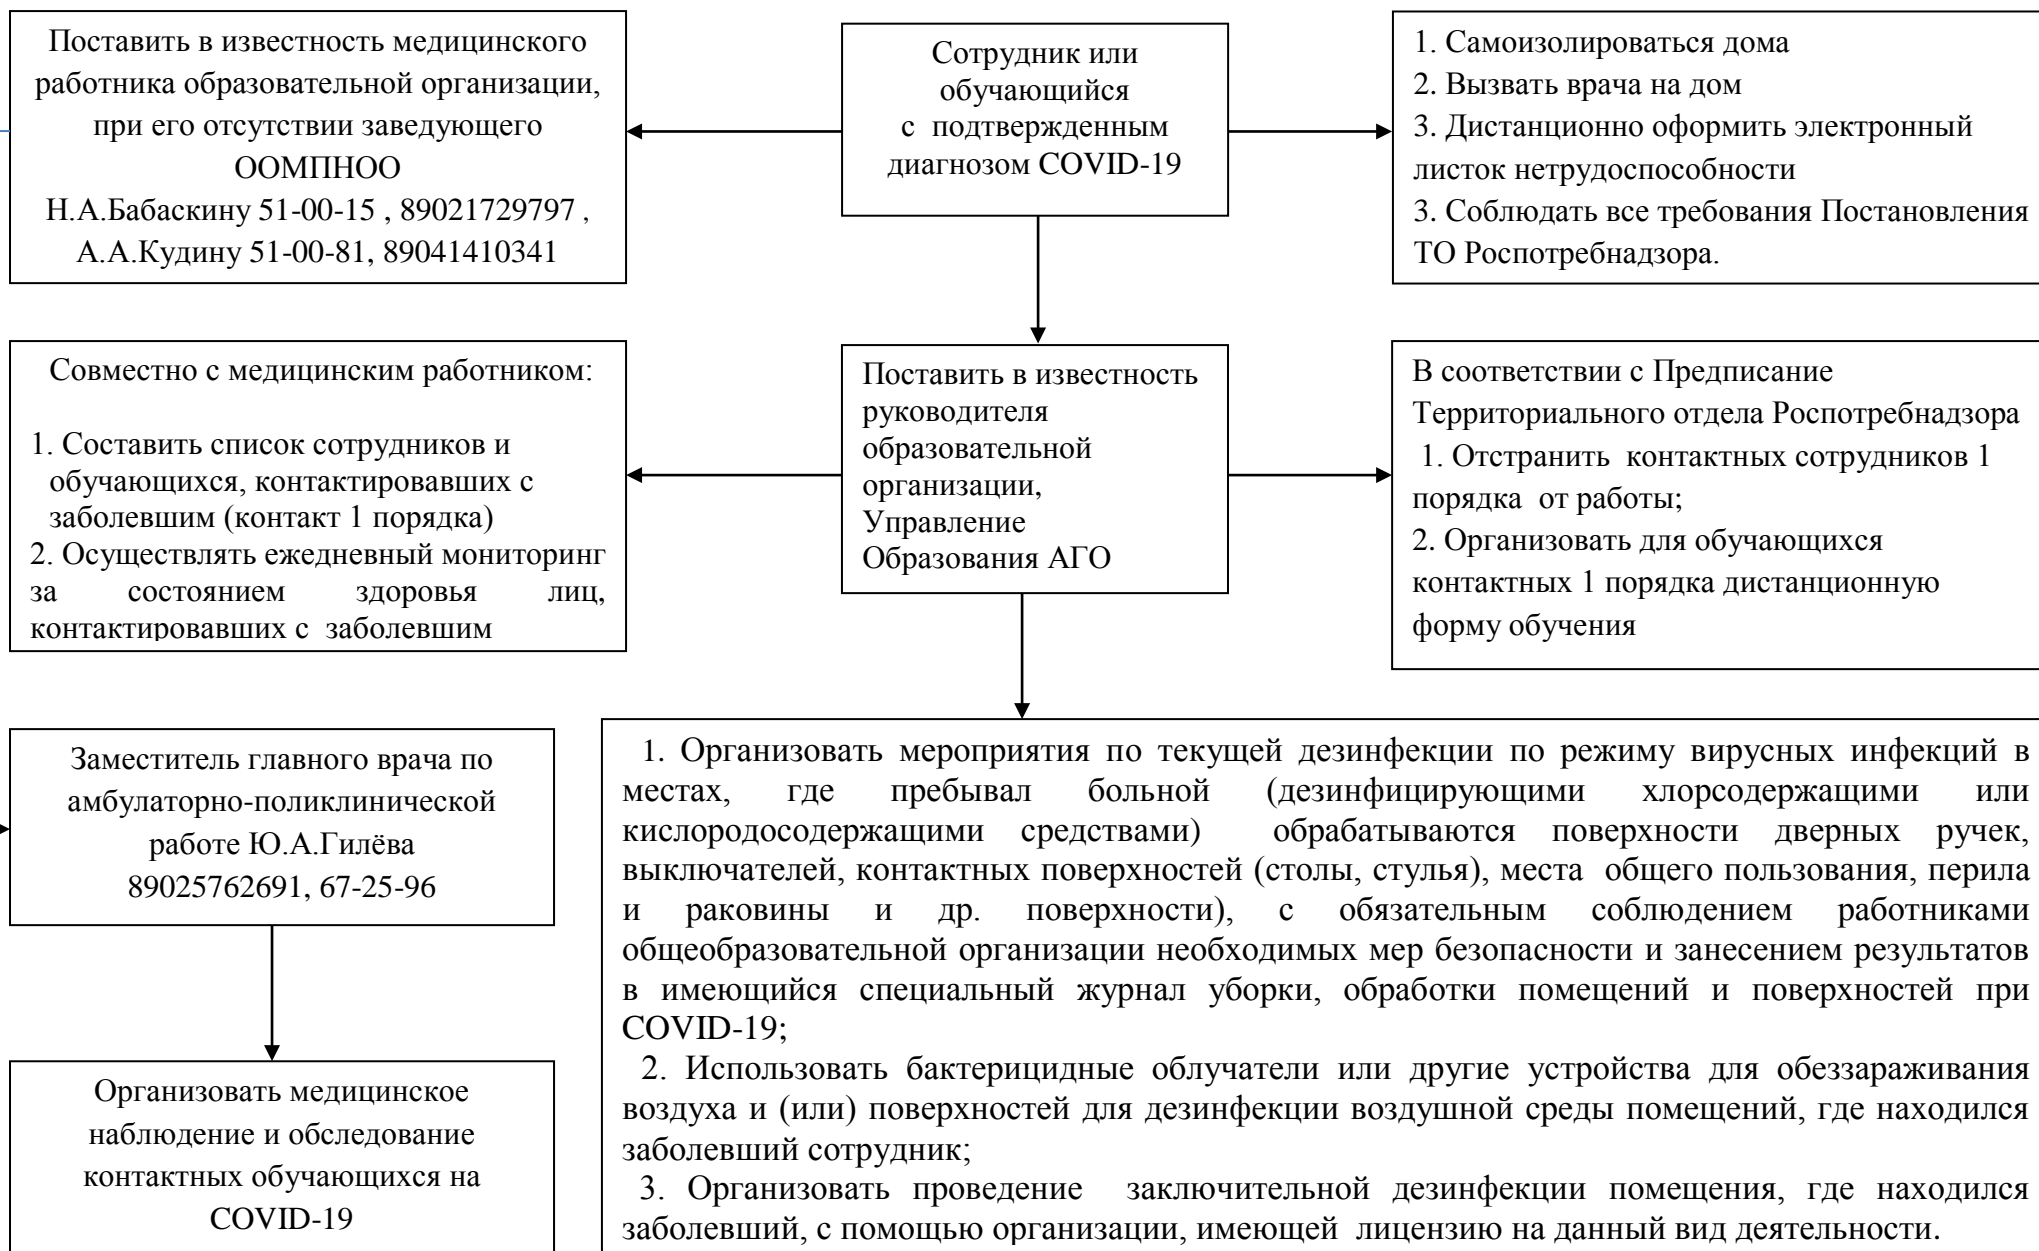 Поставить в известность медицинского
работника образовательной организации,
при его отсутствии заведующего
ООМПНОО
Н.А.Бабаскину 51-00-15 , 89021729797 ,
А.А.Кудину 51-00-81, 89041410341
Сотрудник или
обучающийся
с подтвержденным
диагнозом COVID-19
1. Самоизолироваться дома
2. Вызвать врача на дом
3. Дистанционно оформить электронный
листок нетрудоспособности
3. Соблюдать все требования Постановления
ТО Роспотребнадзора.
Совместно с медицинским работником:
1. Составить список сотрудников и
обучающихся, контактировавших с
заболевшим (контакт 1 порядка)
2. Осуществлять ежедневный мониторинг
за состоянием здоровья лиц,
контактировавших с заболевшим
Поставить в известность
руководителя
образовательной
организации,
Управление
Образования АГО
В соответствии с Предписание
Территориального отдела Роспотребнадзора
1. Отстранить контактных сотрудников 1
порядка от работы;
2. Организовать для обучающихся
контактных 1 порядка дистанционную
форму обучения
Заместитель главного врача по
амбулаторно-поликлинической
работе Ю.А.Гилёва
89025762691, 67-25-96
Организовать медицинское
наблюдение и обследование
контактных обучающихся на
COVID-19
1. Организовать мероприятия по текущей дезинфекции по режиму вирусных инфекций в
местах, где пребывал больной (дезинфицирующими хлорсодержащими или
кислородосодержащими средствами) обрабатываются поверхности дверных ручек,
выключателей, контактных поверхностей (столы, стулья), места общего пользования, перила
и раковины и др. поверхности), с обязательным соблюдением работниками
общеобразовательной организации необходимых мер безопасности и занесением результатов
в имеющийся специальный журнал уборки, обработки помещений и поверхностей при
COVID-19;
2. Использовать бактерицидные облучатели или другие устройства для обеззараживания
воздуха и (или) поверхностей для дезинфекции воздушной среды помещений, где находился
заболевший сотрудник;
3. Организовать проведение заключительной дезинфекции помещения, где находился
заболевший, с помощью организации, имеющей лицензию на данный вид деятельности.